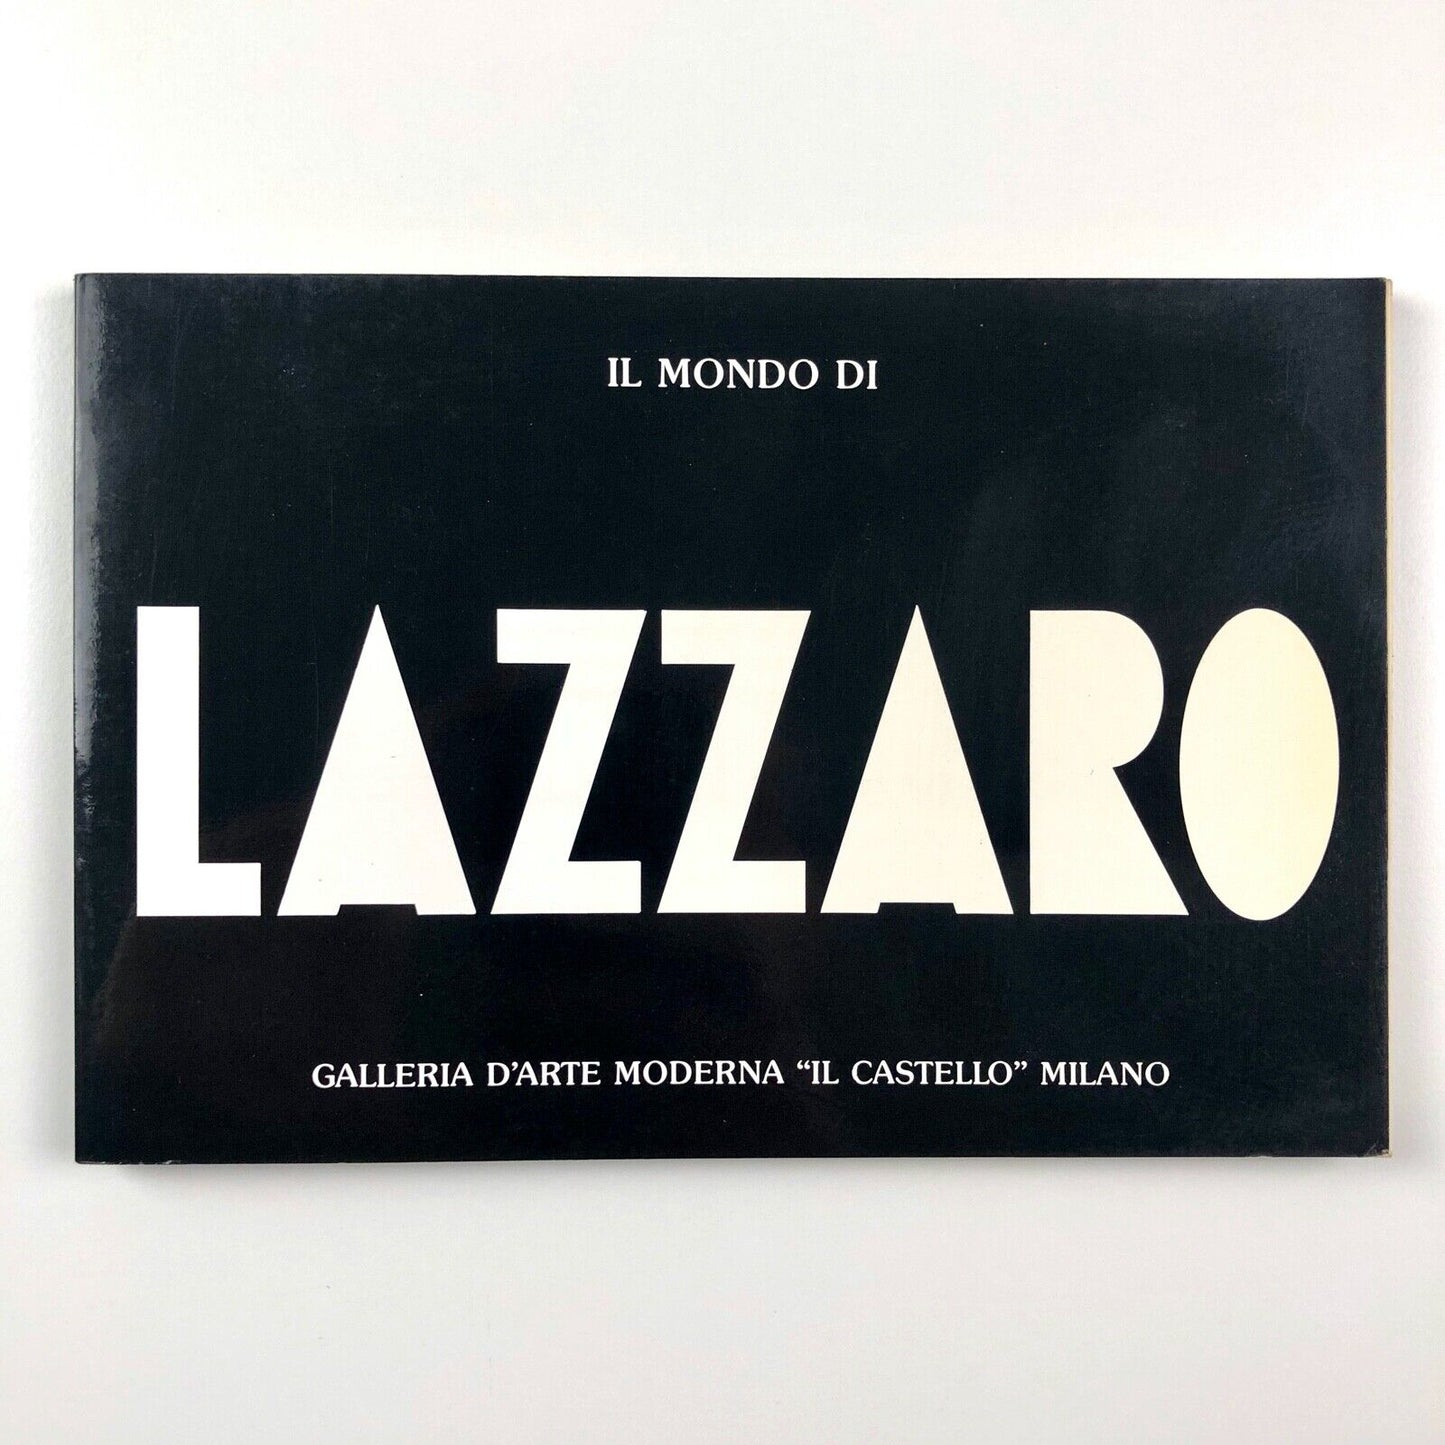 IL MONDO DI
LAZZARO
GALLERIA D'ARTE MODERNA “IL CASTELLO” MILANO